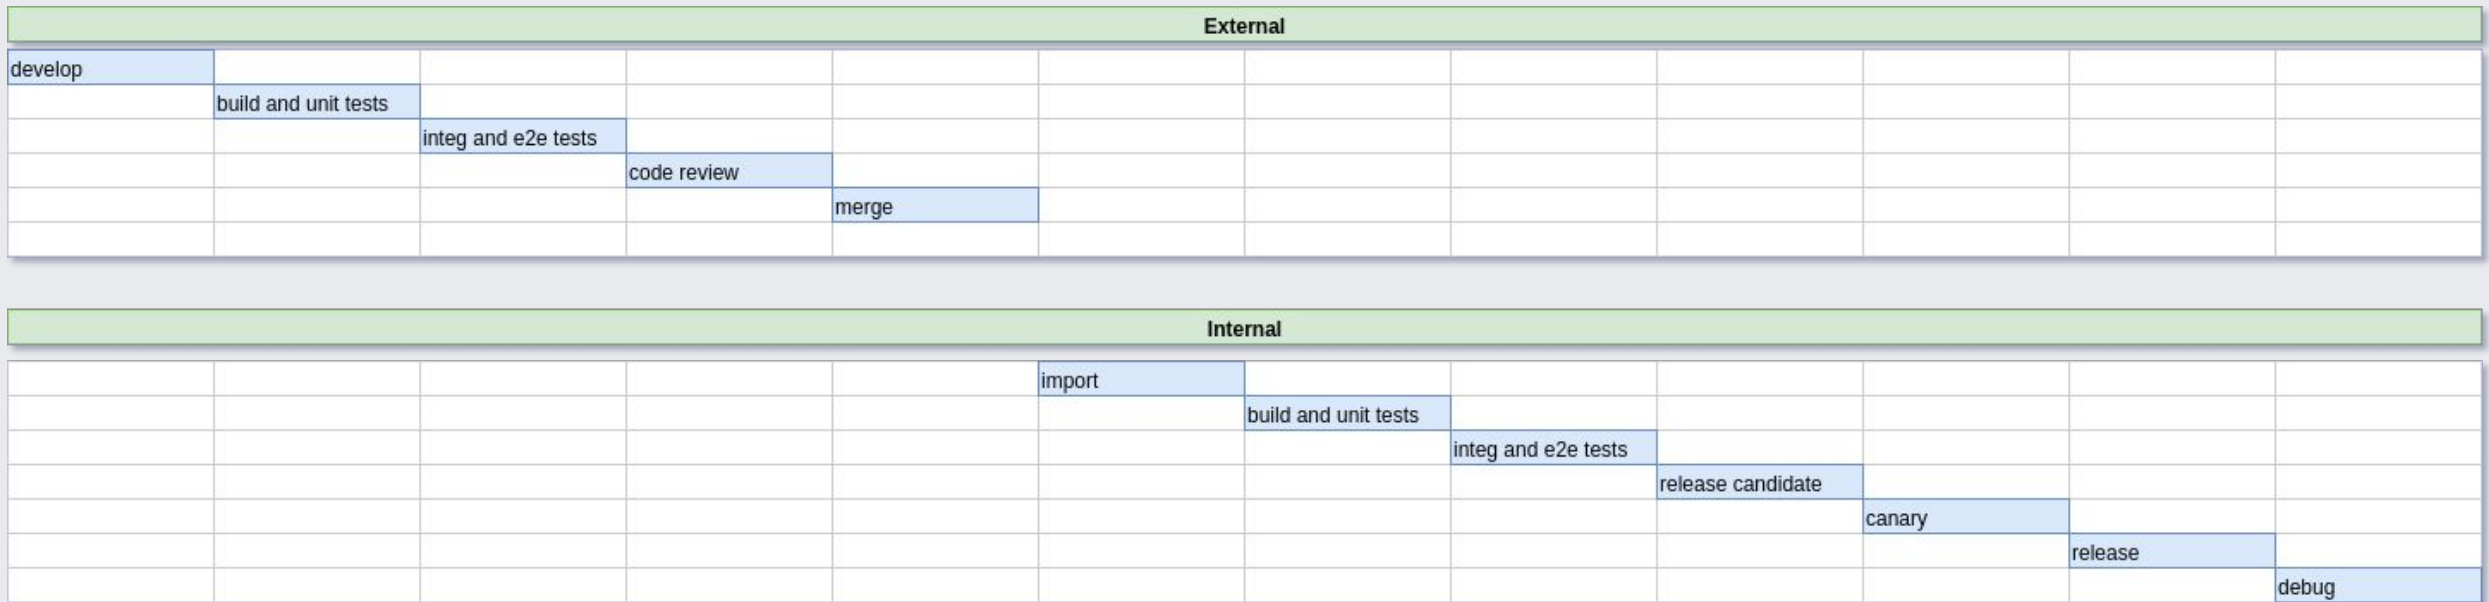 External
develop
build and unit tests
integ and e2e tests
code review
merge
Internal
import
build and unit tests
integ and e2e tests
release candidate
canary
release
debug